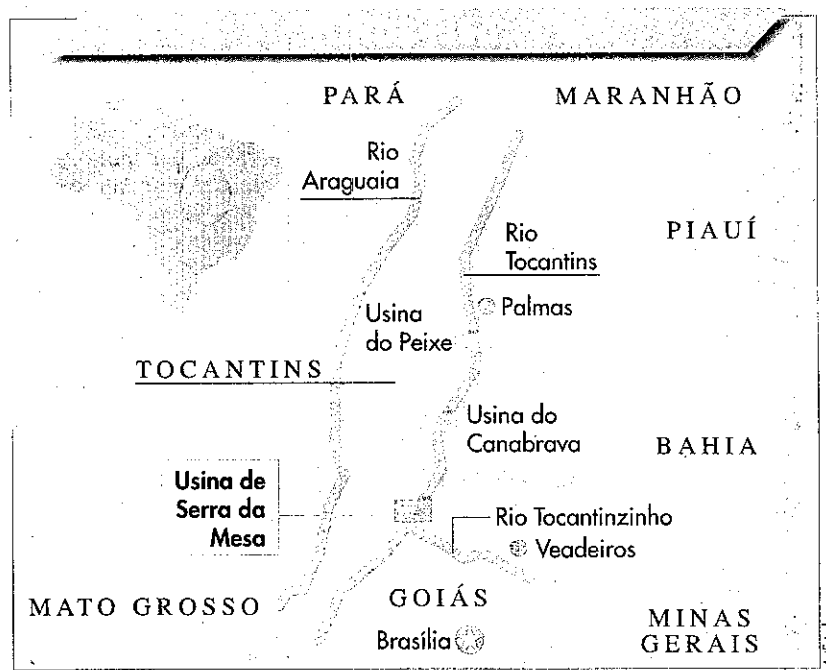 PARÁ
MARANHÃO
Rio
Araguaia
Rio
Tocantins
PIAUÍ
Palmas
Usina
do Peixe
TOCANTINS
Usina do
Canabrava
BAHIA
Usina de
Serra da
Mesa
Rio Tocantinzinho
Veadeiros
MATO GROSSO
GOIÁS
MINAS
GERAIS
Brasília